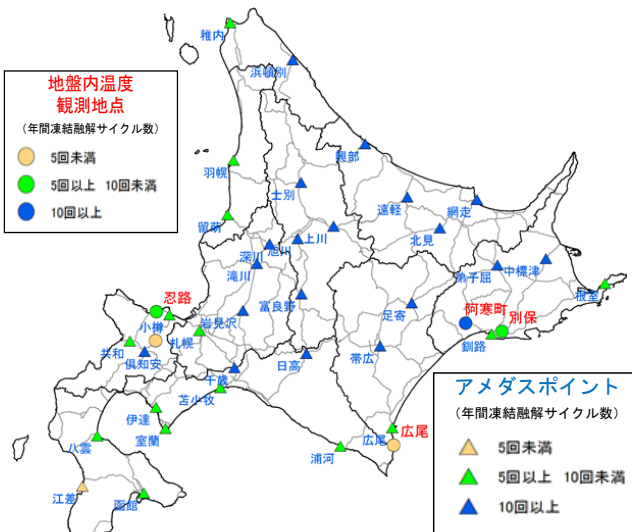 稚内
浜頓別
地盤内温度
観測地点
（年間凍結融解サイクル数）
5回未満
5回以上 10回未満
10回以上
興部
羽幌
士別
遠軽
網走
留萌
上川
北見
旭川
深川
滝川
弟子屈
中標津
根室
忍路
富良野
足寄
阿寒町
別保
小樽
札幌
岩見沢
釧路
共和
倶知安
日高
帯広
千歳
苫小牧
伊達
室蘭
広尾
広尾
浦河
八雲
江差
函館
アメダスポイント
（年間凍結融解サイクル数）
5回未満
5回以上 10回未満
10回以上